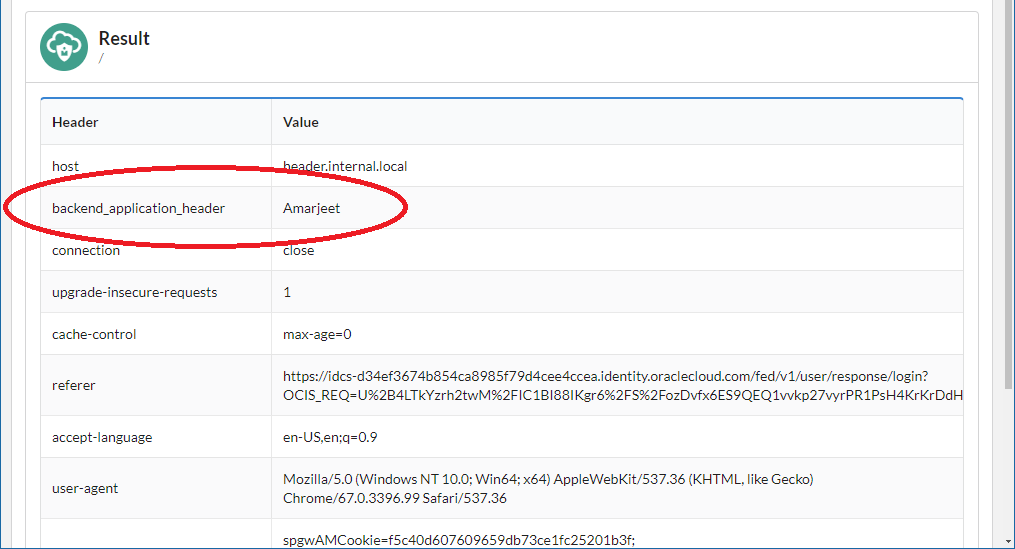 Result
/
Header Value
host header.internal.local
backend_application_header Amarjeet
connection close
upgrade-insecure-requests 1
cache-control max-age=0
referer https://idcs-d34ef3674b854ca8985f79d4cee4ccea.identity.oraclecloud.com/fed/v1/user/response/login?
OCIS_REQ=U%2B4LTkYzrh2twM%2FIC1BI88IKgr6%2FS%2FozDvfx6ES9QEQ1vvkp27vyrPR1PsH4KrKrDdH
accept-language en-US,en;q=0.9
user-agent Mozilla/5.0 (Windows NT 10.0; Win64; x64) AppleWebKit/537.36 (KHTML, like Gecko)
Chrome/67.0.3396.99 Safari/537.36
spgwAMCookie=f5c40d607609659db73ce1fc25201b3f;